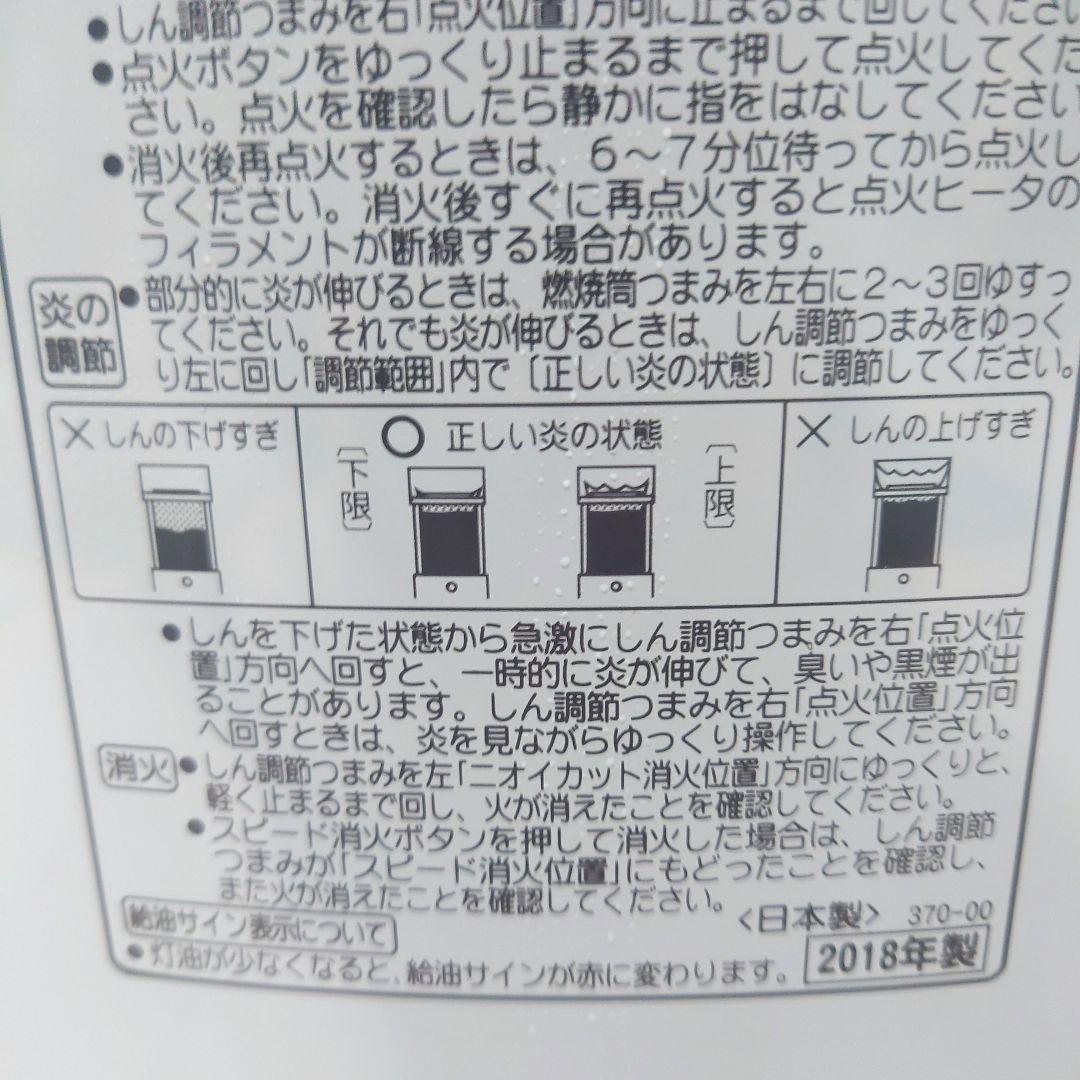 ●しん調節つまみを右「点火位置」方向に止まるまで回してください
●点火ボタンをゆっくり止まるまで押して点火してくだ
さい。点火を確認したら静かに指をはなしてください
●消火後再点火するときは、6～7分位待ってから点火し
てください。消火後すぐに再点火すると点火ヒータの
フィラメントが断線する場合があります。
炎の
調節
●部分的に炎が伸びるときは、燃焼筒つまみを左右に2～3回ゆすっ
てください。それでも炎が伸びるときは、しん調節つまみをゆっく
り左に回し「調節範囲」内で〔正しい炎の状態〕に調節してください。
×しんの下げすぎ
〔下限〕
○ 正しい炎の状態
〔上限〕
× しんの上げすぎ
●しんを下げた状態から急激にしん調節つまみを右「点火位
置」方向へ回すと、一時的に炎が伸びて、臭いや黒煙が出
ることがあります。しん調節つまみを右「点火位置」方向
へ回すときは、炎を見ながらゆっくり操作してください。
消火
●しん調節つまみを左「ニオイカット消火位置」方向にゆっくりと、
軽く止まるまで回し、火が消えたことを確認してください。
●スピード消火ボタンを押して消火した場合は、しん調節
つまみが「スピード消火位置」にもどったことを確認し、
また火が消えたことを確認してください。
<日本製> 370-00
給油サイン表示について
●灯油が少なくなると、給油サインが赤に変わります。
2018年製